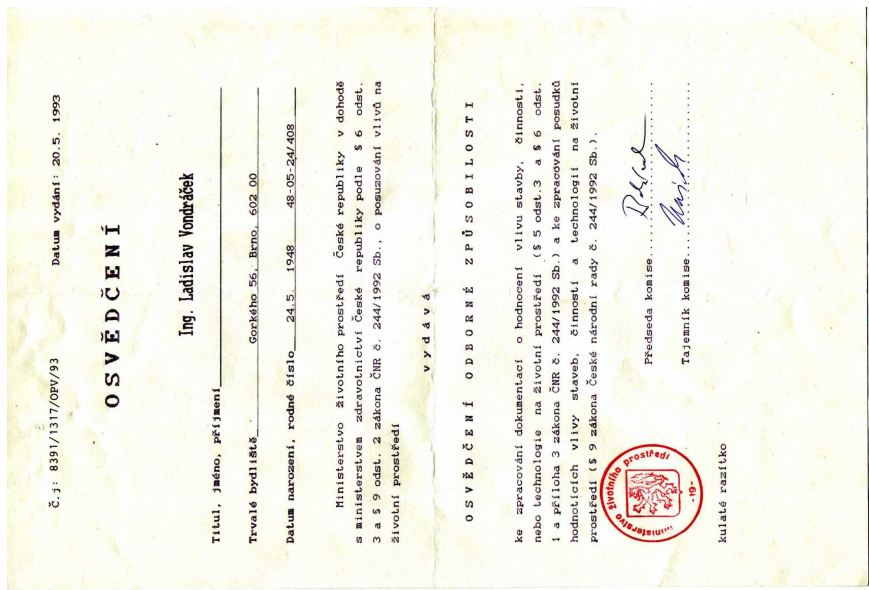 Č.j: 8391/1317/OPV/93 Datum vydání: 20.5. 1993
OSVĚDČENÍ
Ing. Ladislav Vondráček
Titul, jméno, příjmení
Trvalé bydliště Gorkého 56, Brno, 602 00
Datum narození, rodné číslo 24.5. 1948 48-05-24/408
Ministerstvo životního prostředí České republiky v dohodě
s ministerstvem zdravotnictví České republiky podle § 6 odst.
3 a § 9 odst. 2 zákona ČNR č. 244/1992 Sb., o posuzování vlivů na
životní prostředí
vydává
OSVĚDČENÍ ODBORNÉ ZPŮSOBILOSTI
ke zpracování dokumentací o hodnocení vlivu stavby, činnosti,
nebo technologie na životní prostředí (§ 5 odst.3 a § 6 odst.
1 a příloha 3 zákona ČNR č. 244/1992 Sb.) a ke zpracování posudků
hodnotících vlivy staveb, činností a technologií na životní
prostředí (§ 9 zákona České národní rady č. 244/1992 Sb.).
Předseda komise
Tajemník komise
Ministerstvo životního prostředí
-19-
kulaté razítko